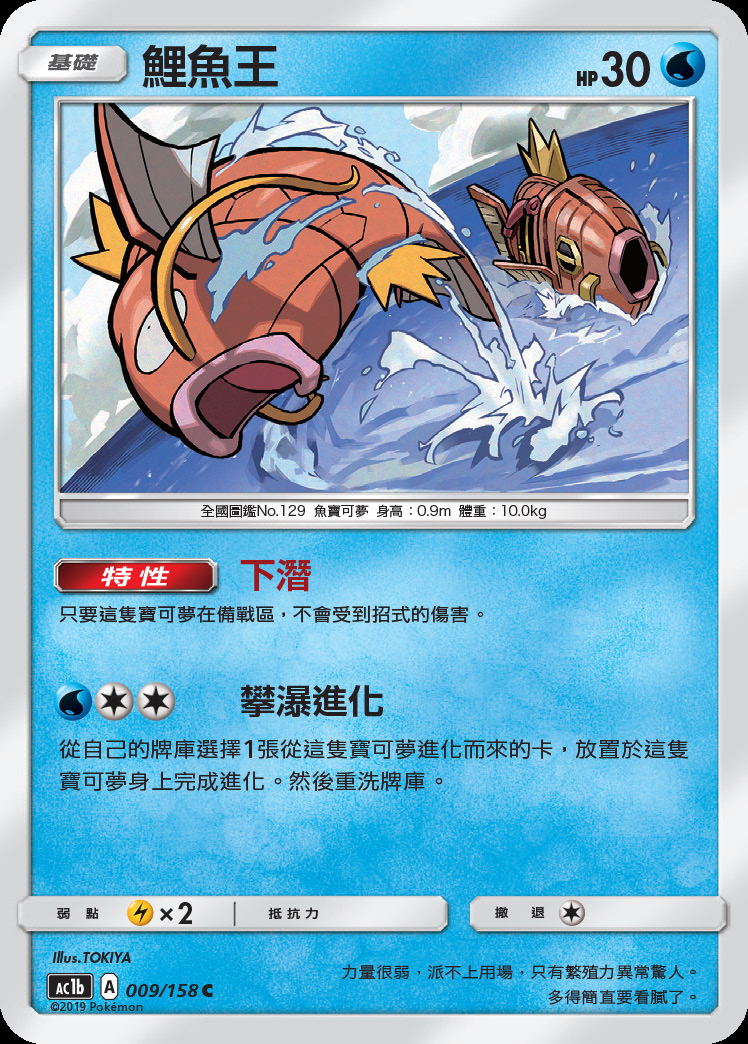 基礎 鯉魚王 HP30
全國圖鑑No.129 魚寶可夢 身高：0.9m 體重：10.0kg
特性 下潛
只要這隻寶可夢在備戰區，不會受到招式的傷害。
攀瀑進化
從自己的牌庫選擇1張從這隻寶可夢進化而來的卡，放置於這隻
寶可夢身上完成進化。然後重洗牌庫。
弱點 ×2 抵抗力 撤退
Illus. TOKIYA
AC1b A 009/158 C
©2019 Pokémon
力量很弱，派不上用場，只有繁殖力異常驚人。
多得簡直要看膩了。